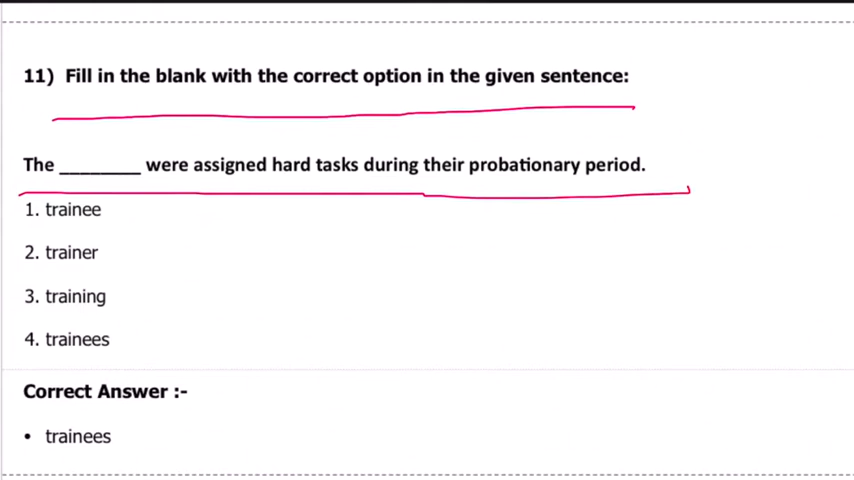 11) Fill in the blank with the correct option in the given sentence:
The ________ were assigned hard tasks during their probationary period.
1. trainee
2. trainer
3. training
4. trainees
Correct Answer :-
• trainees